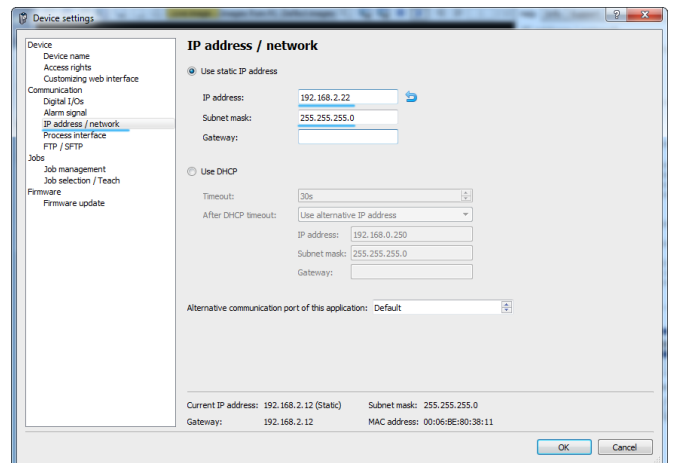 Device settings
Device
Device name
Access rights
Customizing web interface
Communication
Digital I/Os
Alarm signal
IP address / network
Process interface
FTP / SFTP
Jobs
Job management
Job selection / Teach
Firmware
Firmware update
IP address / network
Use static IP address
IP address: 192.168.2.22
Subnet mask: 255.255.255.0
Gateway:
Use DHCP
Timeout: 30s
After DHCP timeout: Use alternative IP address
IP address: 192.168.0.250
Subnet mask: 255.255.255.0
Gateway:
Alternative communication port of this application: Default
Current IP address: 192.168.2.12 (Static) Subnet mask: 255.255.255.0
Gateway: 192.168.2.12 MAC address: 00:06:BE:80:38:11
OK Cancel